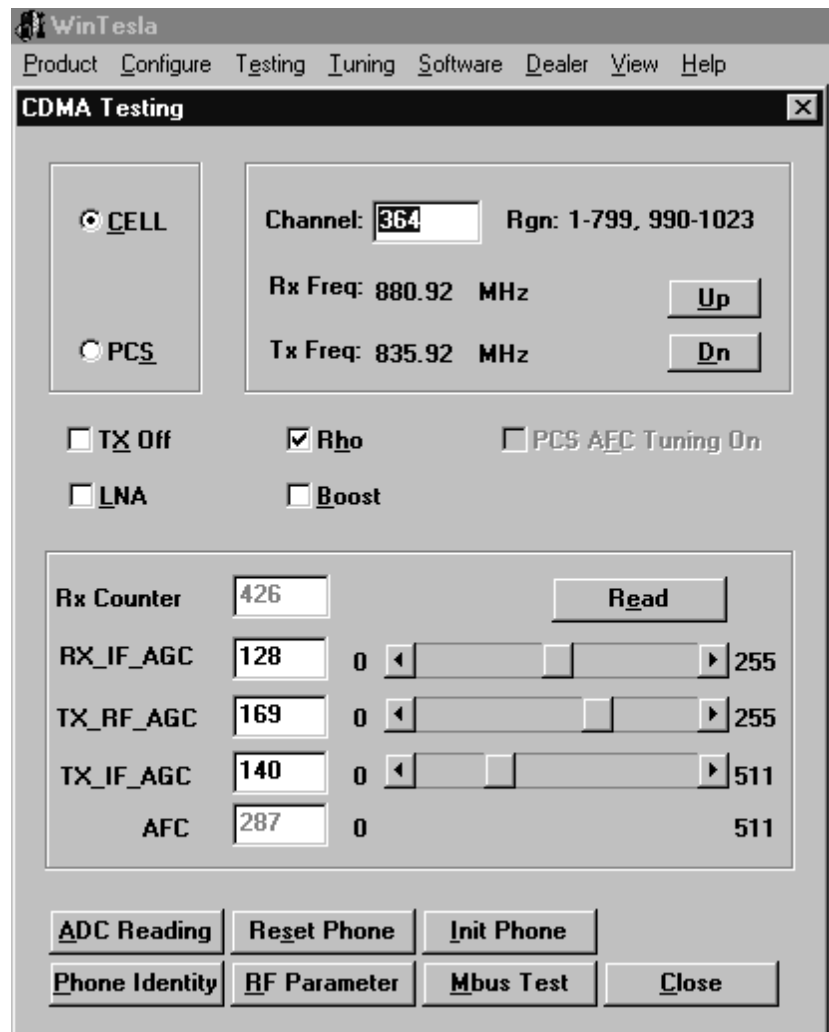 WinTesla
Product Configure Testing Tuning Software Dealer View Help
CDMA Testing
CELL
Channel: 364 Rgn: 1-799, 990-1023
Rx Freq: 880.92 MHz
Up
PCS
Tx Freq: 835.92 MHz
Dn
TX Off Rho PCS AFC Tuning On
LNA Boost
Rx Counter 426 Read
RX_IF_AGC 128 0 255
TX_RF_AGC 169 0 255
TX_IF_AGC 140 0 511
AFC 287 0 511
ADC Reading Reset Phone Init Phone
Phone Identity RF Parameter Mbus Test Close